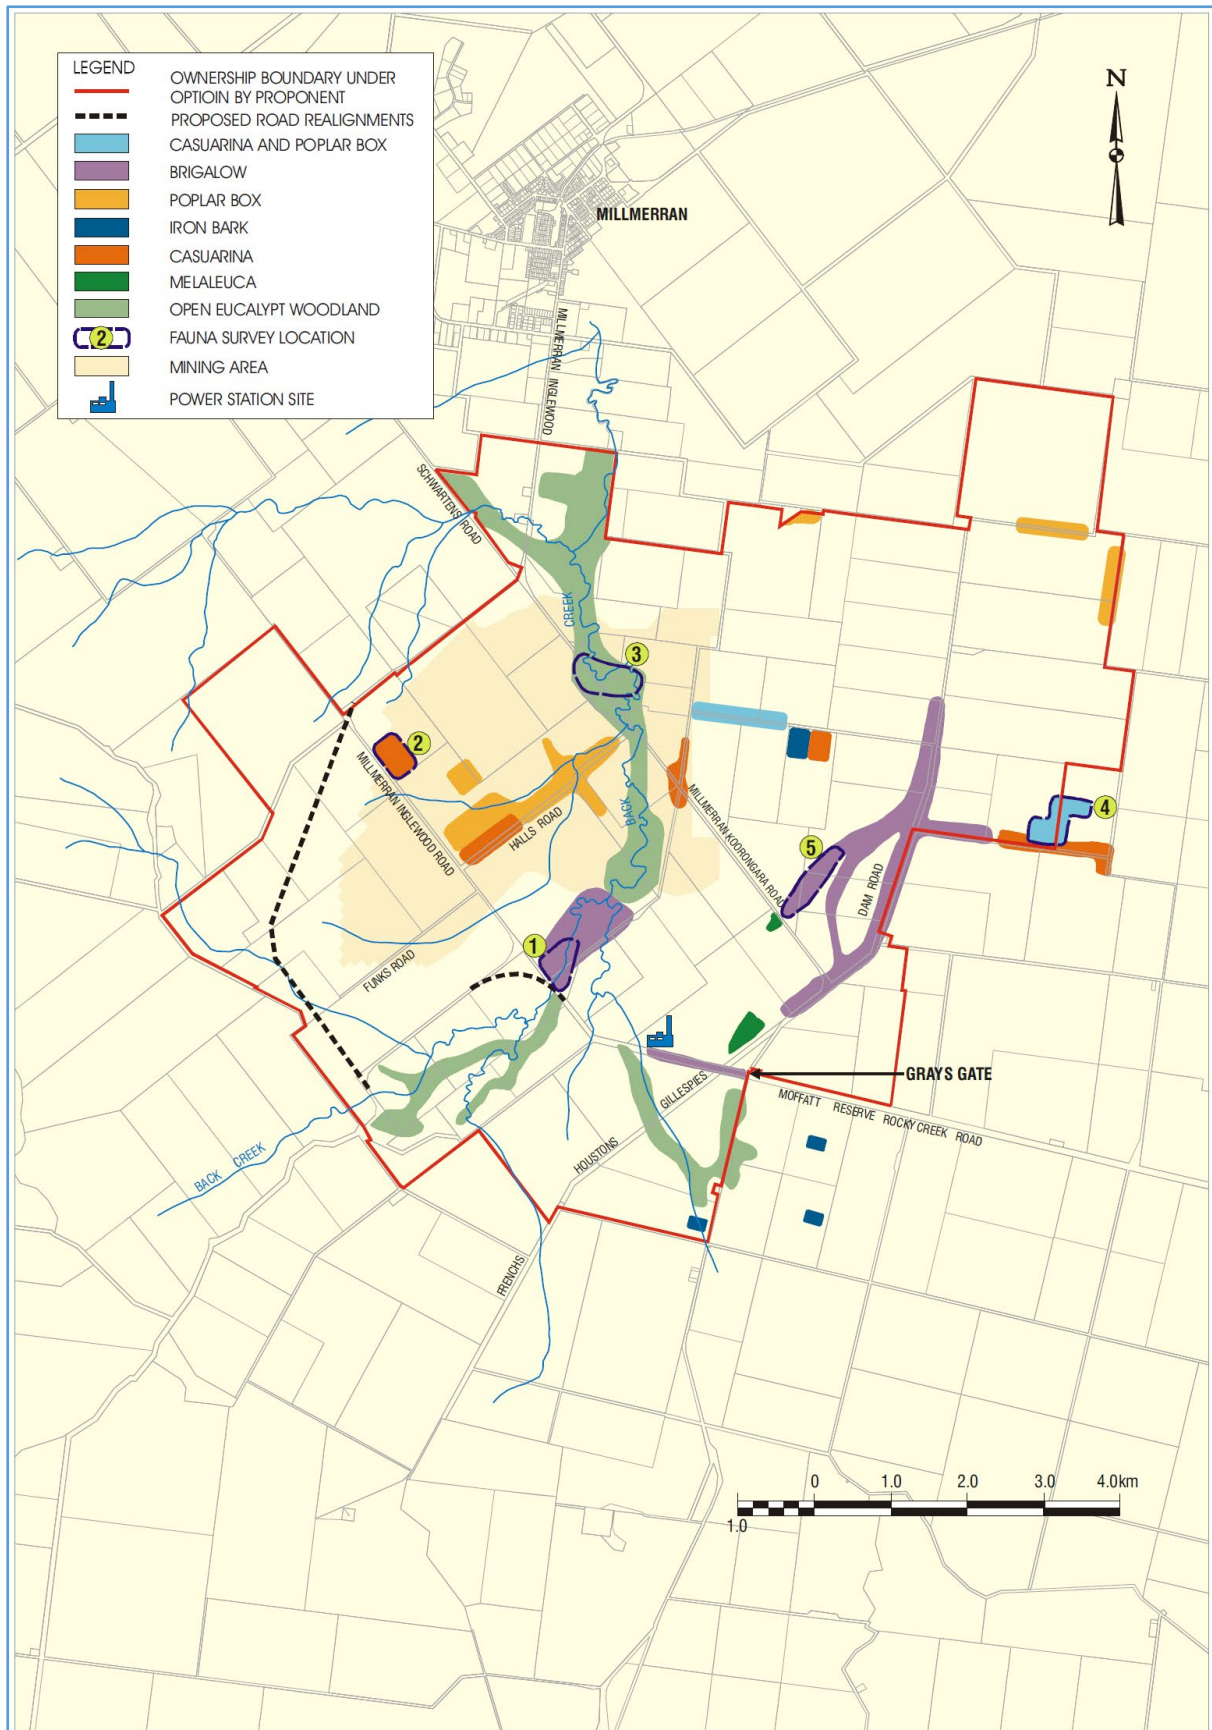 LEGEND
OWNERSHIP BOUNDARY UNDER
OPTIOIN BY PROPONENT
PROPOSED ROAD REALIGNMENTS
CASUARINA AND POPLAR BOX
BRIGALOW
POPLAR BOX
IRON BARK
CASUARINA
MELALEUCA
OPEN EUCALYPT WOODLAND
2
FAUNA SURVEY LOCATION
MINING AREA
POWER STATION SITE
N
MILLMERRAN
MILLMERRAN INGLEWOOD
SCHWARTENS ROAD
CREEK
3
2
MILLMERRAN INGLEWOOD ROAD
HALLS ROAD
BACK
MILLMERRAN KOORONGARA ROAD
4
5
DAM ROAD
1
FUNKS ROAD
GRAYS GATE
GILLESPIES
MOFFATT RESERVE ROCKY CREEK ROAD
HOUSTONS
BACK CREEK
FRENCHS
0 1.0 2.0 3.0 4.0km
1.0